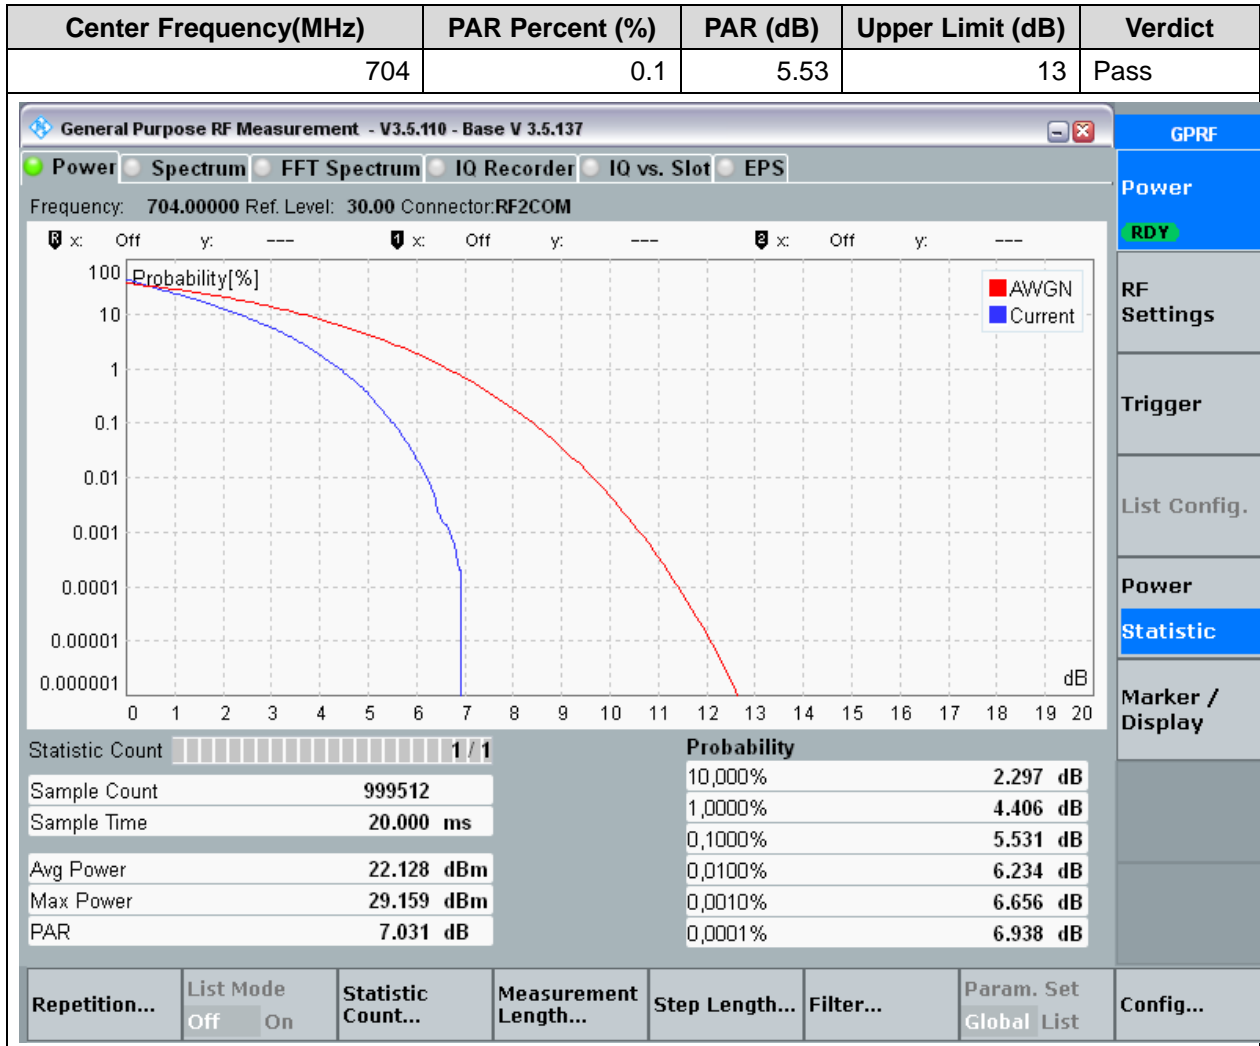 Center Frequency(MHz) PAR Percent (%) PAR (dB) Upper Limit (dB) Verdict
704 0.1 5.53 13 Pass
General Purpose RF Measurement - V3.5.110 - Base V 3.5.137
GPRF
Power Spectrum FFT Spectrum IQ Recorder IQ vs. Slot EPS
Power
RDY
Frequency: 704.00000 Ref. Level: 30.00 Connector:RF2COM
R x: Off y: --- 1 x: Off y: --- 2 x: Off y: ---
Probability[%]
AWGN
Current
100
10
1
0.1
0.01
0.001
0.0001
0.00001
0.000001
dB
0 1 2 3 4 5 6 7 8 9 10 11 12 13 14 15 16 17 18 19 20
RF
Settings
Trigger
List Config.
Power
Statistic
Marker /
Display
Statistic Count 1 / 1
Sample Count 999512
Sample Time 20.000 ms
Avg Power 22.128 dBm
Max Power 29.159 dBm
PAR 7.031 dB
Probability
10,000% 2.297 dB
1,0000% 4.406 dB
0,1000% 5.531 dB
0,0100% 6.234 dB
0,0010% 6.656 dB
0,0001% 6.938 dB
Repetition...
List Mode
Off On
Statistic
Count...
Measurement
Length...
Step Length...
Filter...
Param. Set
Global List
Config...